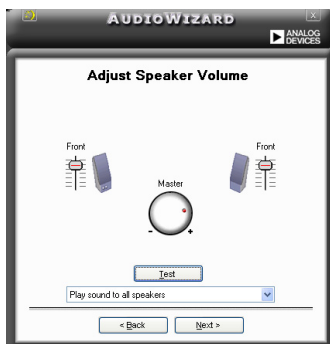 AUDIOWIZARD
ANALOG
DEVICES
Adjust Speaker Volume
Front
Front
Master
- +
Test
Play sound to all speakers
< Back Next >